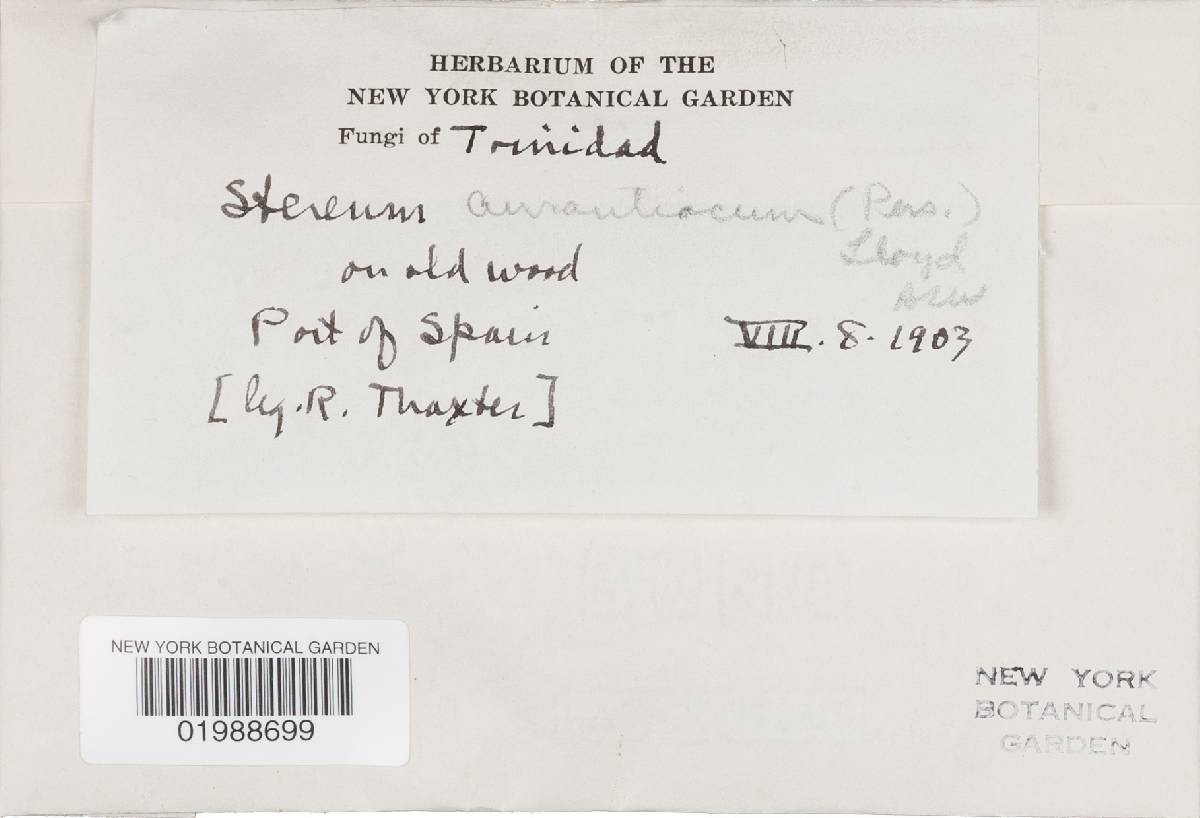 HERBARIUM OF THE
NEW YORK BOTANICAL GARDEN
Fungi of Trinidad
Stereum aurantiacum (Pers.)
Lloyd
ALW
on old wood
Port of Spain VIII. 8. 1903
[leg. R. Thaxter]
NEW YORK BOTANICAL GARDEN
01988699
NEW YORK
BOTANICAL
GARDEN